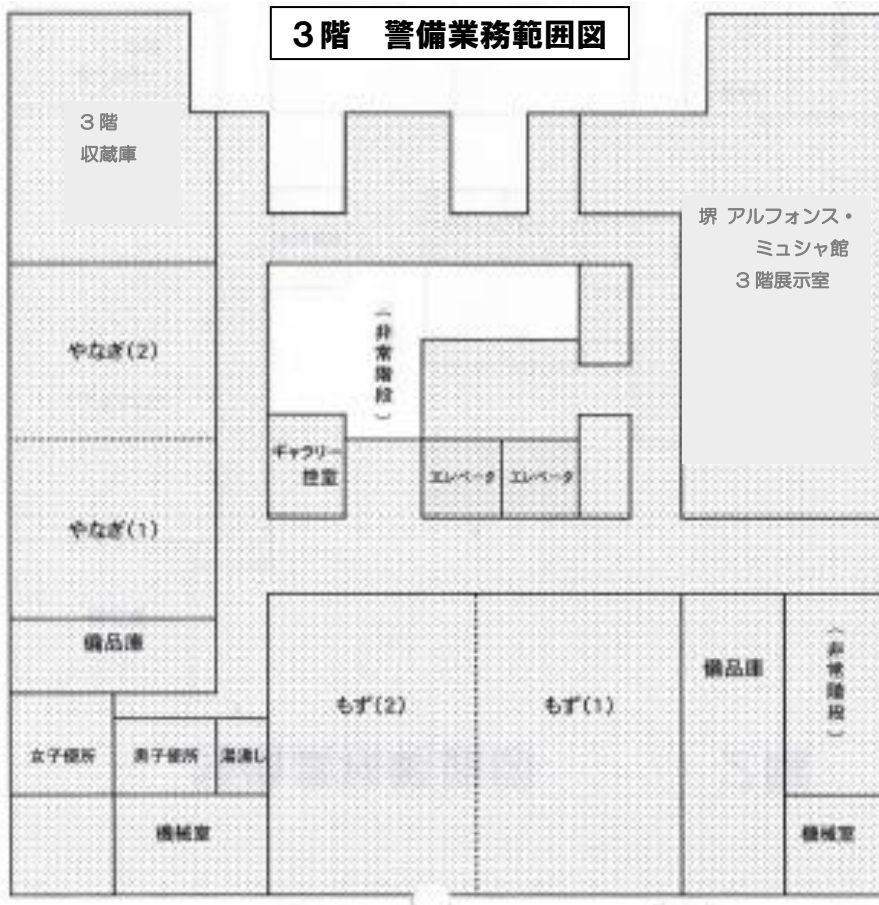 3階　警備業務範囲図
3階
収蔵庫
堺 アルフォンス・
ミュシャ館
3階展示室
やなぎ(2)
(非常階段)
ギャラリー
控室
エレベータ
エレベータ
やなぎ(1)
備品庫
もず(2)
もず(1)
備品庫
(非常階段)
女子便所
男子便所
湯沸し
機械室
機械室